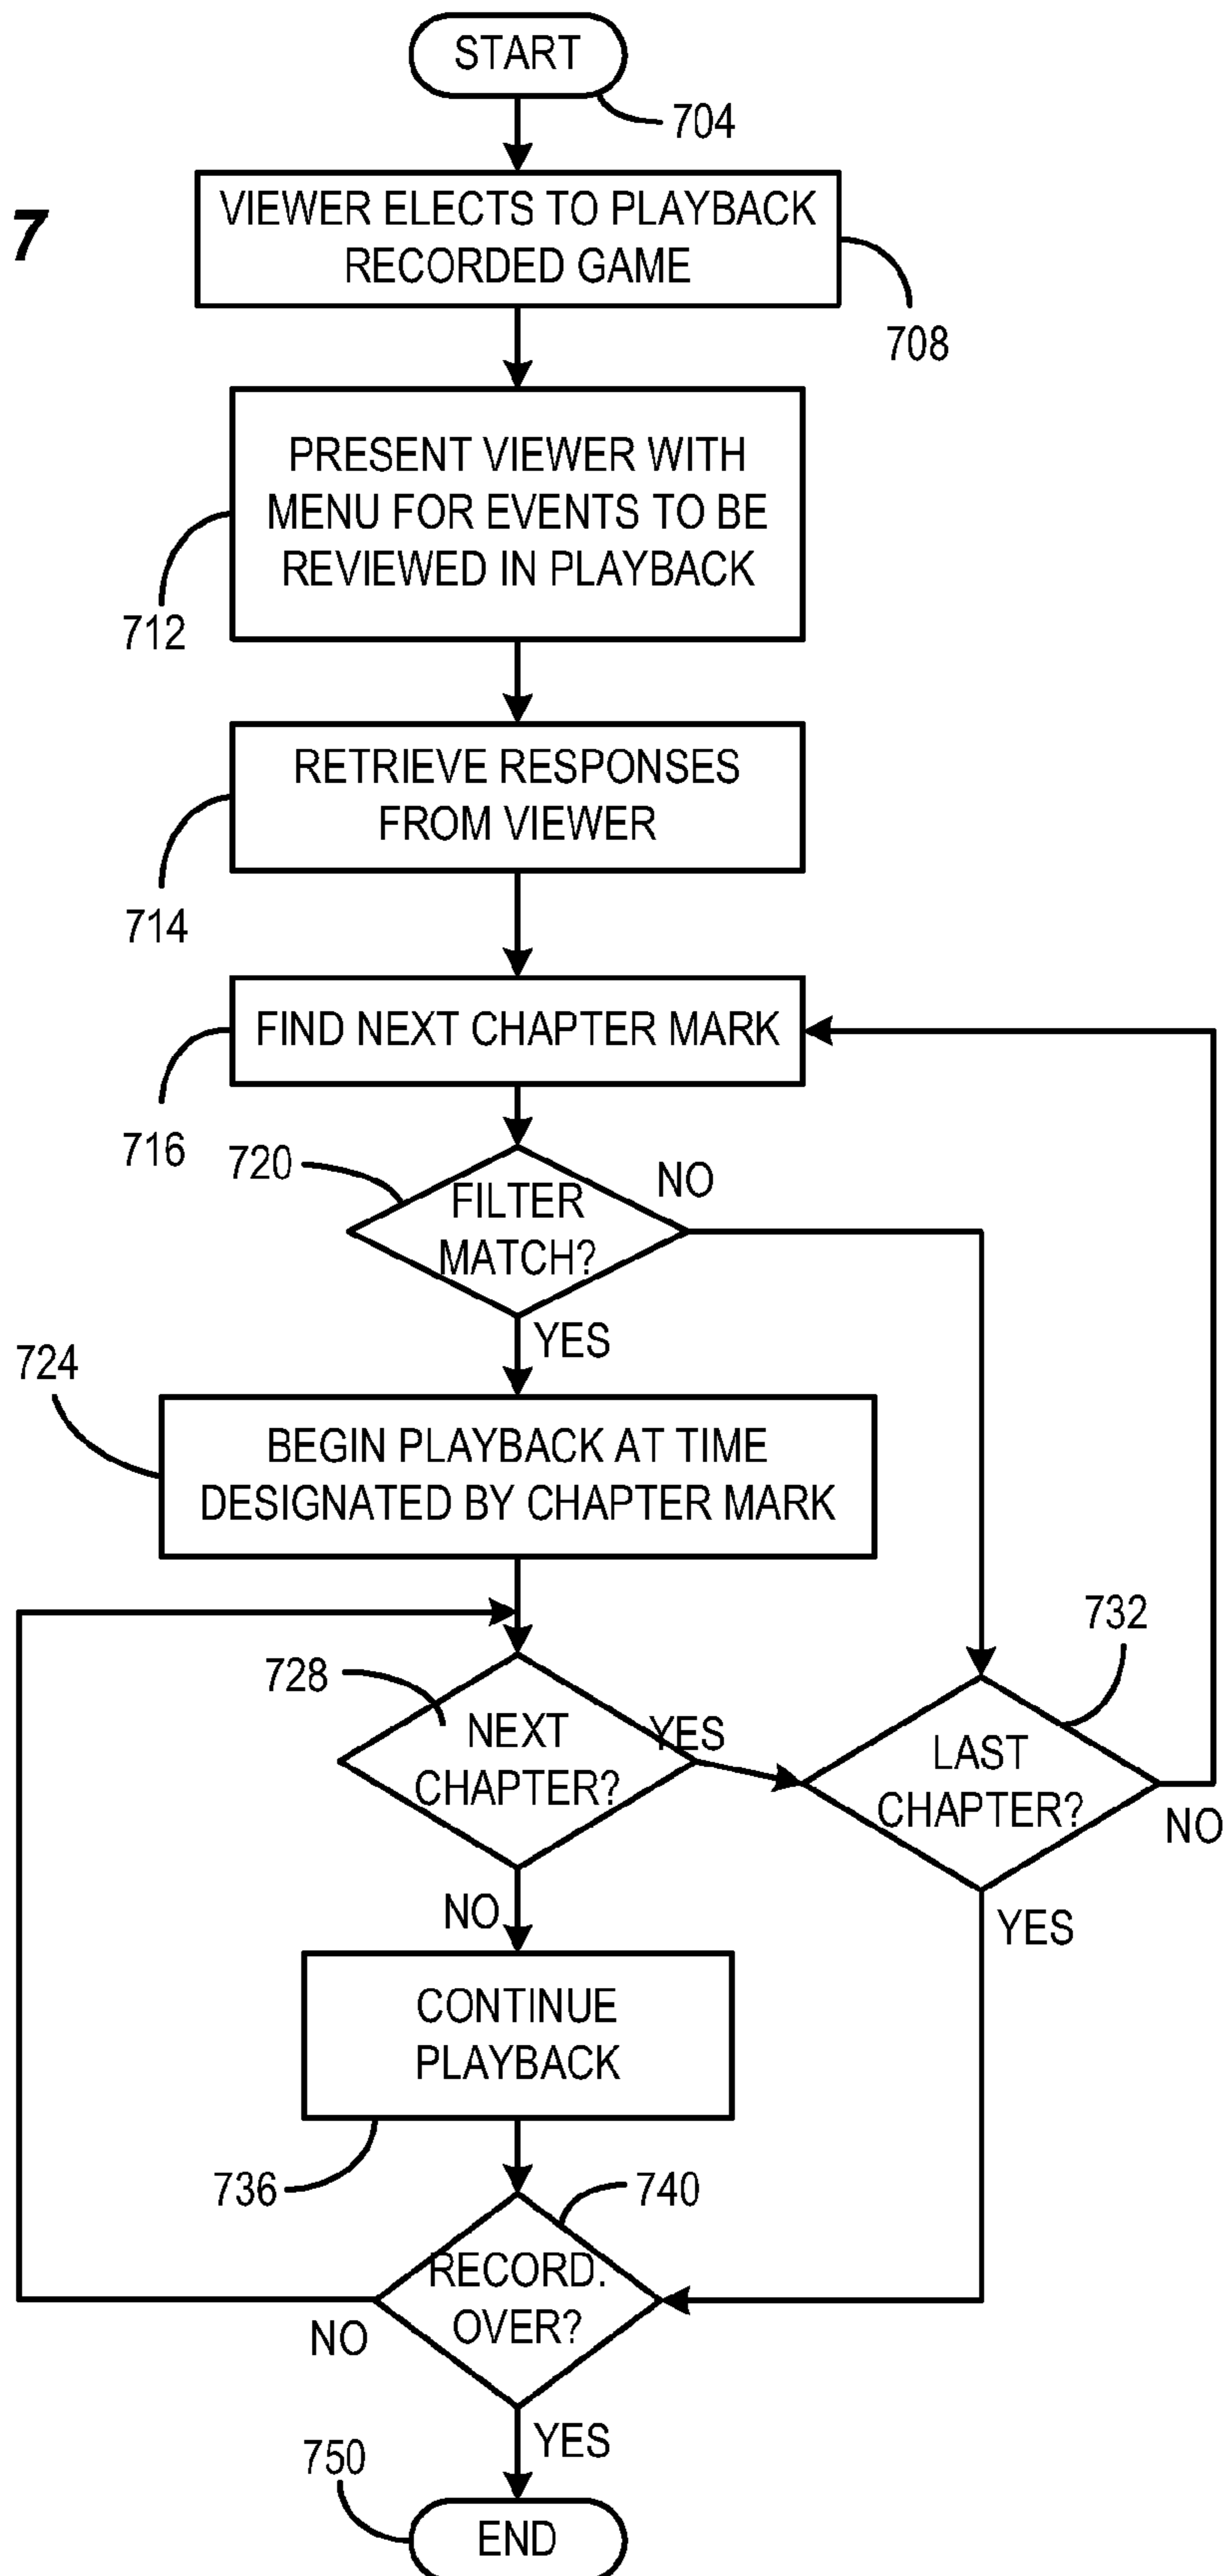 START
704
7
VIEWER ELECTS TO PLAYBACK
RECORDED GAME
708
PRESENT VIEWER WITH
MENU FOR EVENTS TO BE
REVIEWED IN PLAYBACK
712
RETRIEVE RESPONSES
FROM VIEWER
714
FIND NEXT CHAPTER MARK
716
720
FILTER
MATCH?
NO
YES
724
BEGIN PLAYBACK AT TIME
DESIGNATED BY CHAPTER MARK
728
NEXT
CHAPTER?
YES
732
LAST
CHAPTER?
NO
YES
NO
CONTINUE
PLAYBACK
736
740
RECORD.
OVER?
NO
YES
750
END